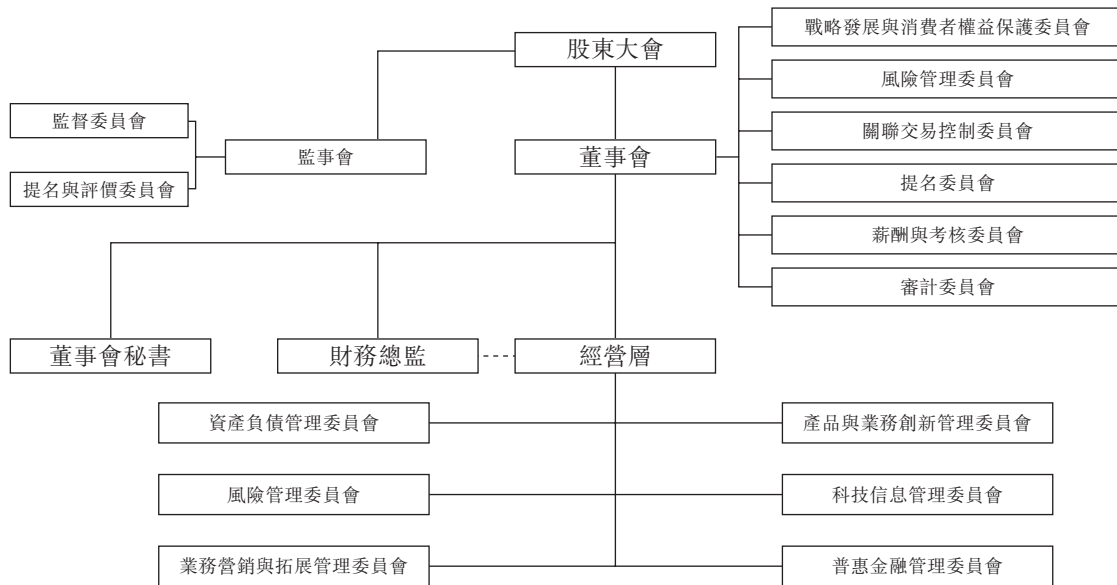 戰略發展與消費者權益保護委員會
股東大會
風險管理委員會
監督委員會
關聯交易控制委員會
監事會
董事會
提名與評價委員會
提名委員會
薪酬與考核委員會
審計委員會
董事會秘書
財務總監
經營層
資產負債管理委員會
產品與業務創新管理委員會
風險管理委員會
科技信息管理委員會
業務營銷與拓展管理委員會
普惠金融管理委員會